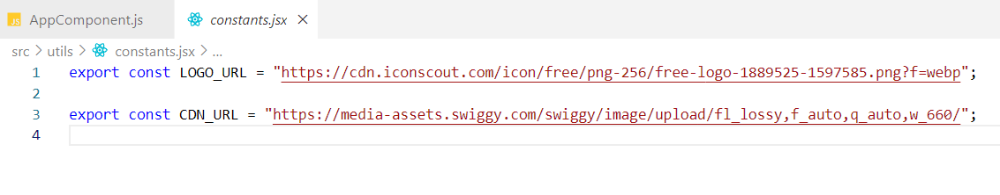 AppComponent.js constants.jsx
src > utils > constants.jsx > ...
1 export const LOGO_URL = "https://cdn.iconscout.com/icon/free/png-256/free-logo-1889525-1597585.png?f=webp";
2
3 export const CDN_URL = "https://media-assets.swiggy.com/swiggy/image/upload/fl_lossy,f_auto,q_auto,w_660/";
4